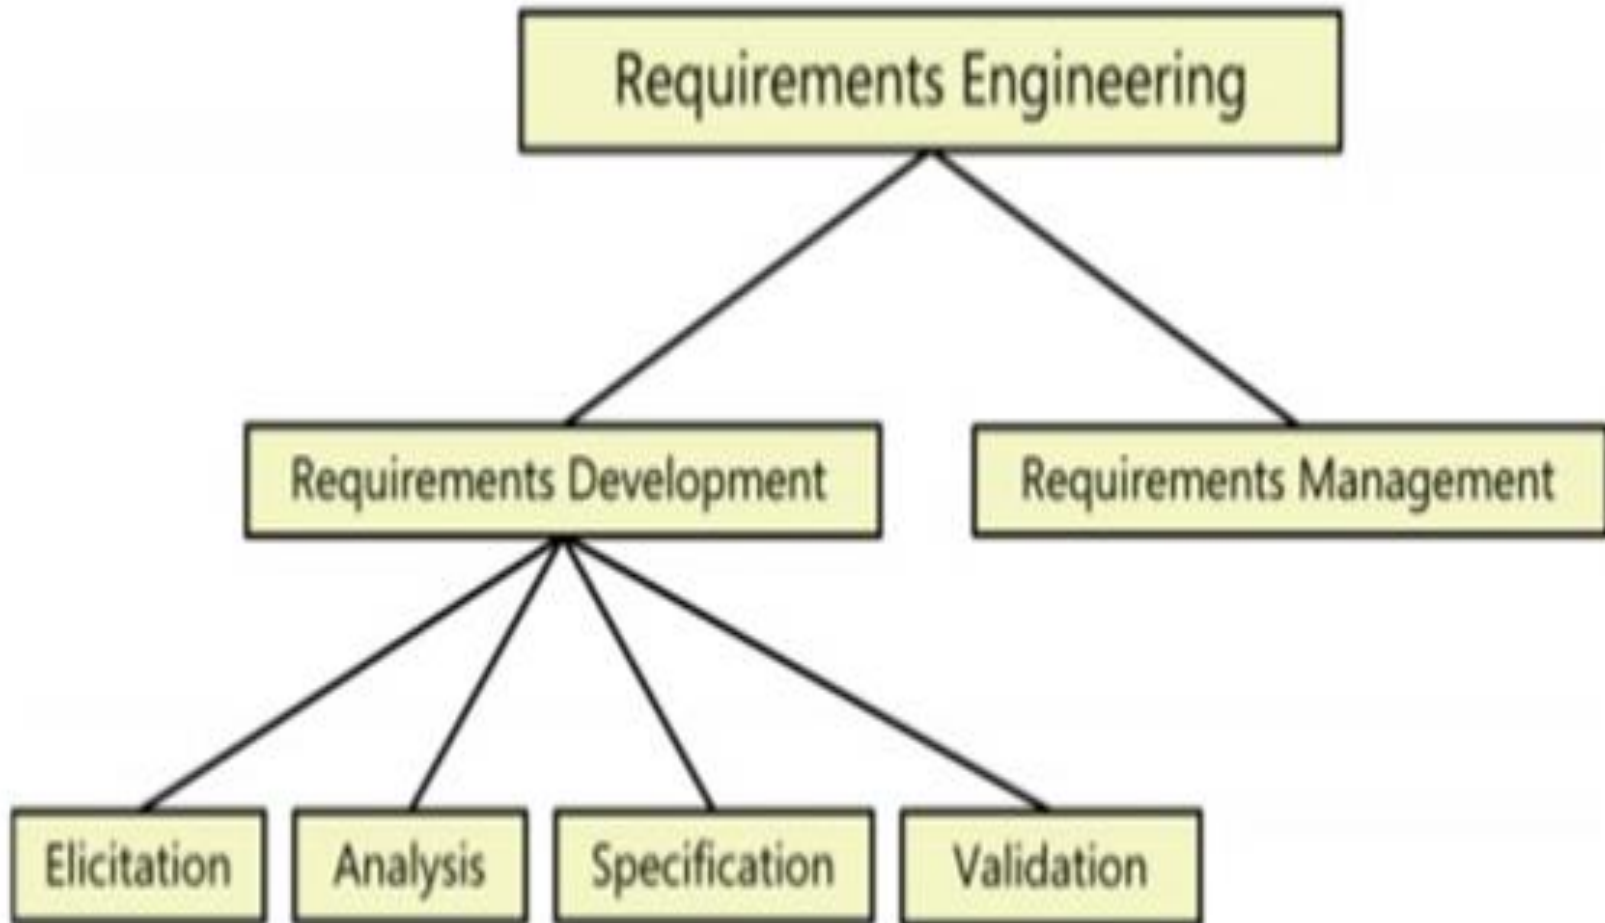 Requirements Engineering
Requirements Development
Requirements Management
Elicitation
Analysis
Specification
Validation